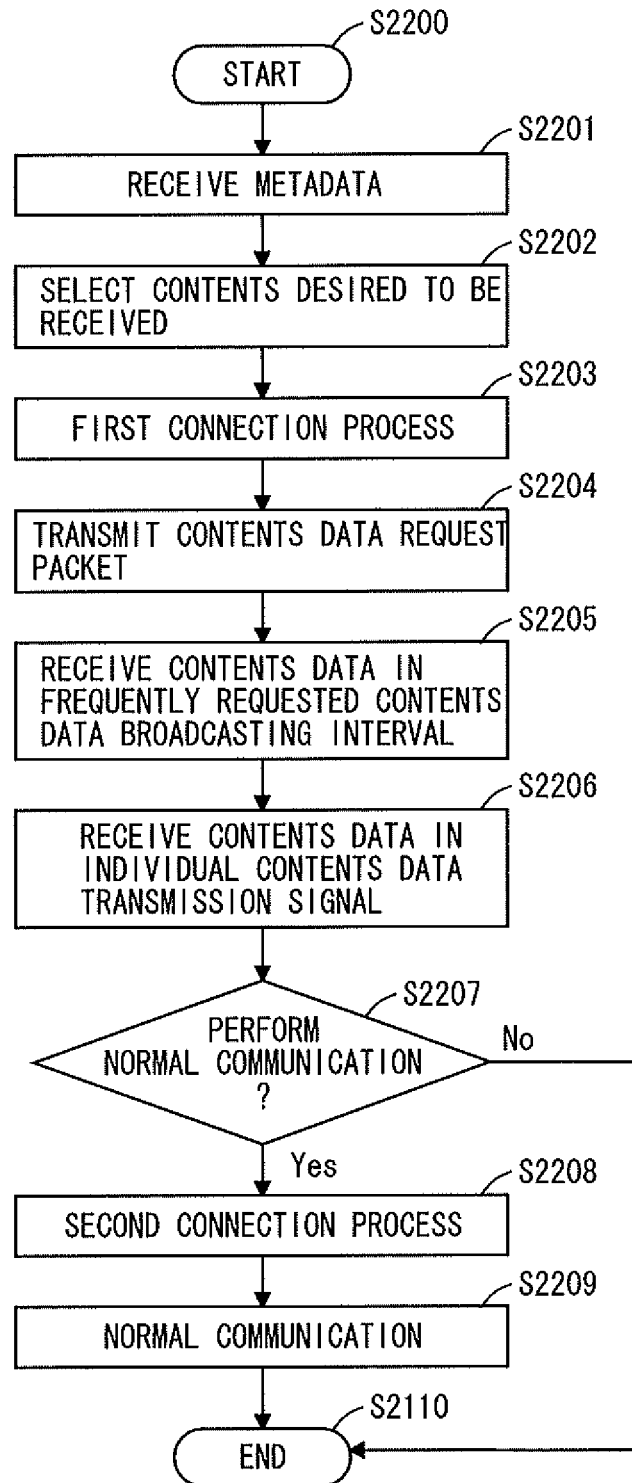 S2200
START
S2201
RECEIVE METADATA
S2202
SELECT CONTENTS DESIRED TO BE
RECEIVED
S2203
FIRST CONNECTION PROCESS
S2204
TRANSMIT CONTENTS DATA REQUEST
PACKET
S2205
RECEIVE CONTENTS DATA IN
FREQUENTLY REQUESTED CONTENTS
DATA BROADCASTING INTERVAL
S2206
RECEIVE CONTENTS DATA IN
INDIVIDUAL CONTENTS DATA
TRANSMISSION SIGNAL
S2207
PERFORM
NORMAL COMMUNICATION
?
No
Yes
S2208
SECOND CONNECTION PROCESS
S2209
NORMAL COMMUNICATION
S2110
END